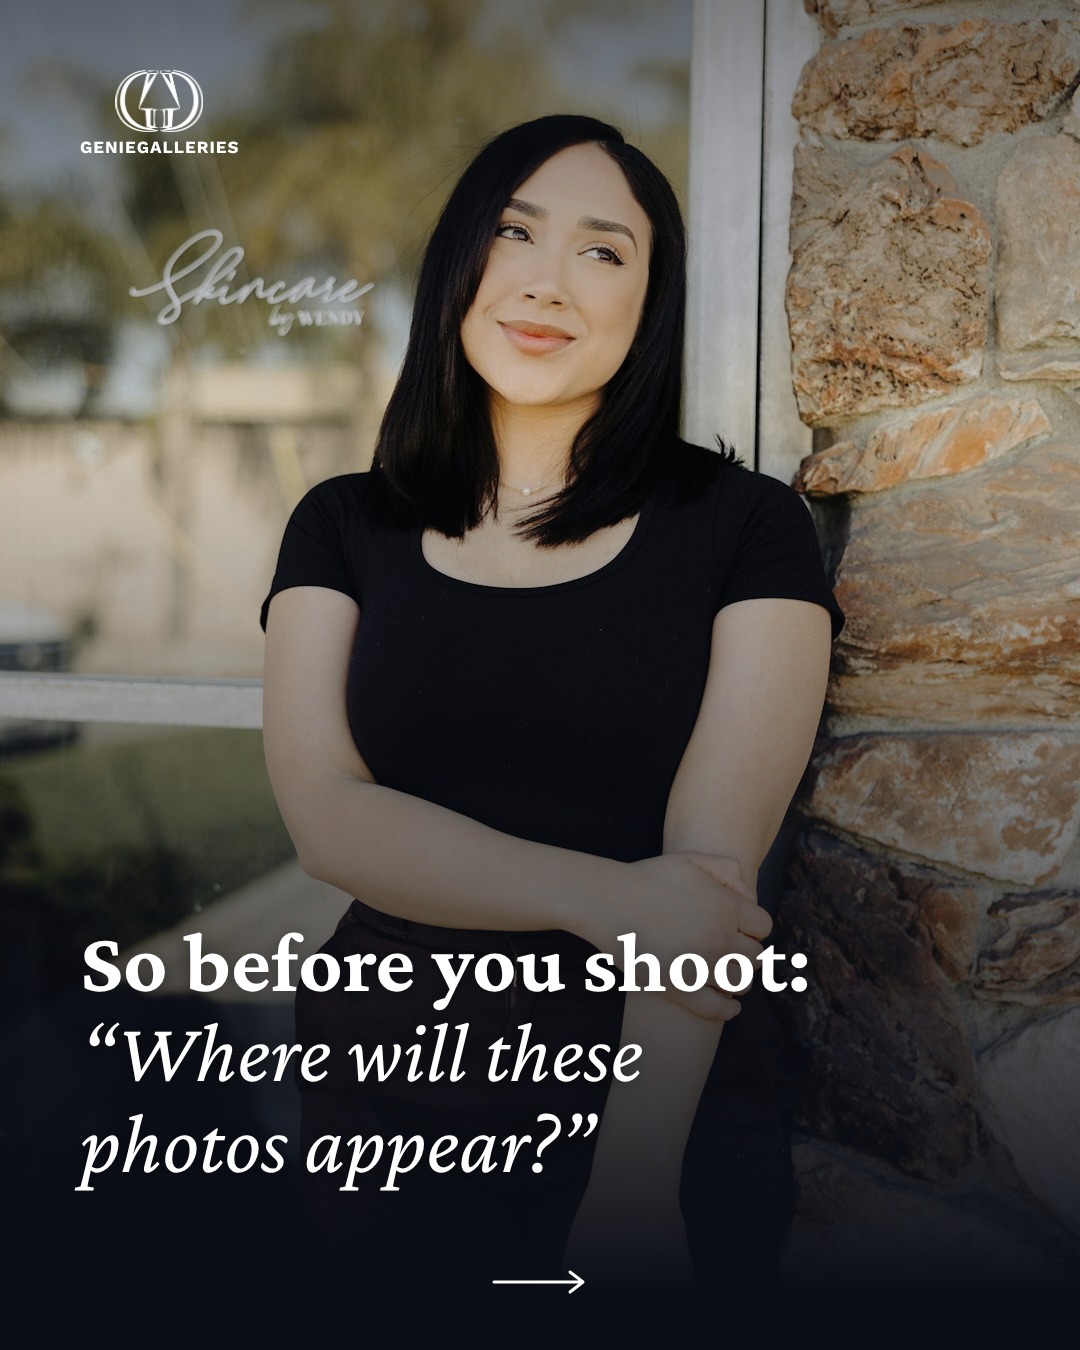 GENIEGALLERIES
Skincare
by WENDY
So before you shoot:
“Where will these
photos appear?”